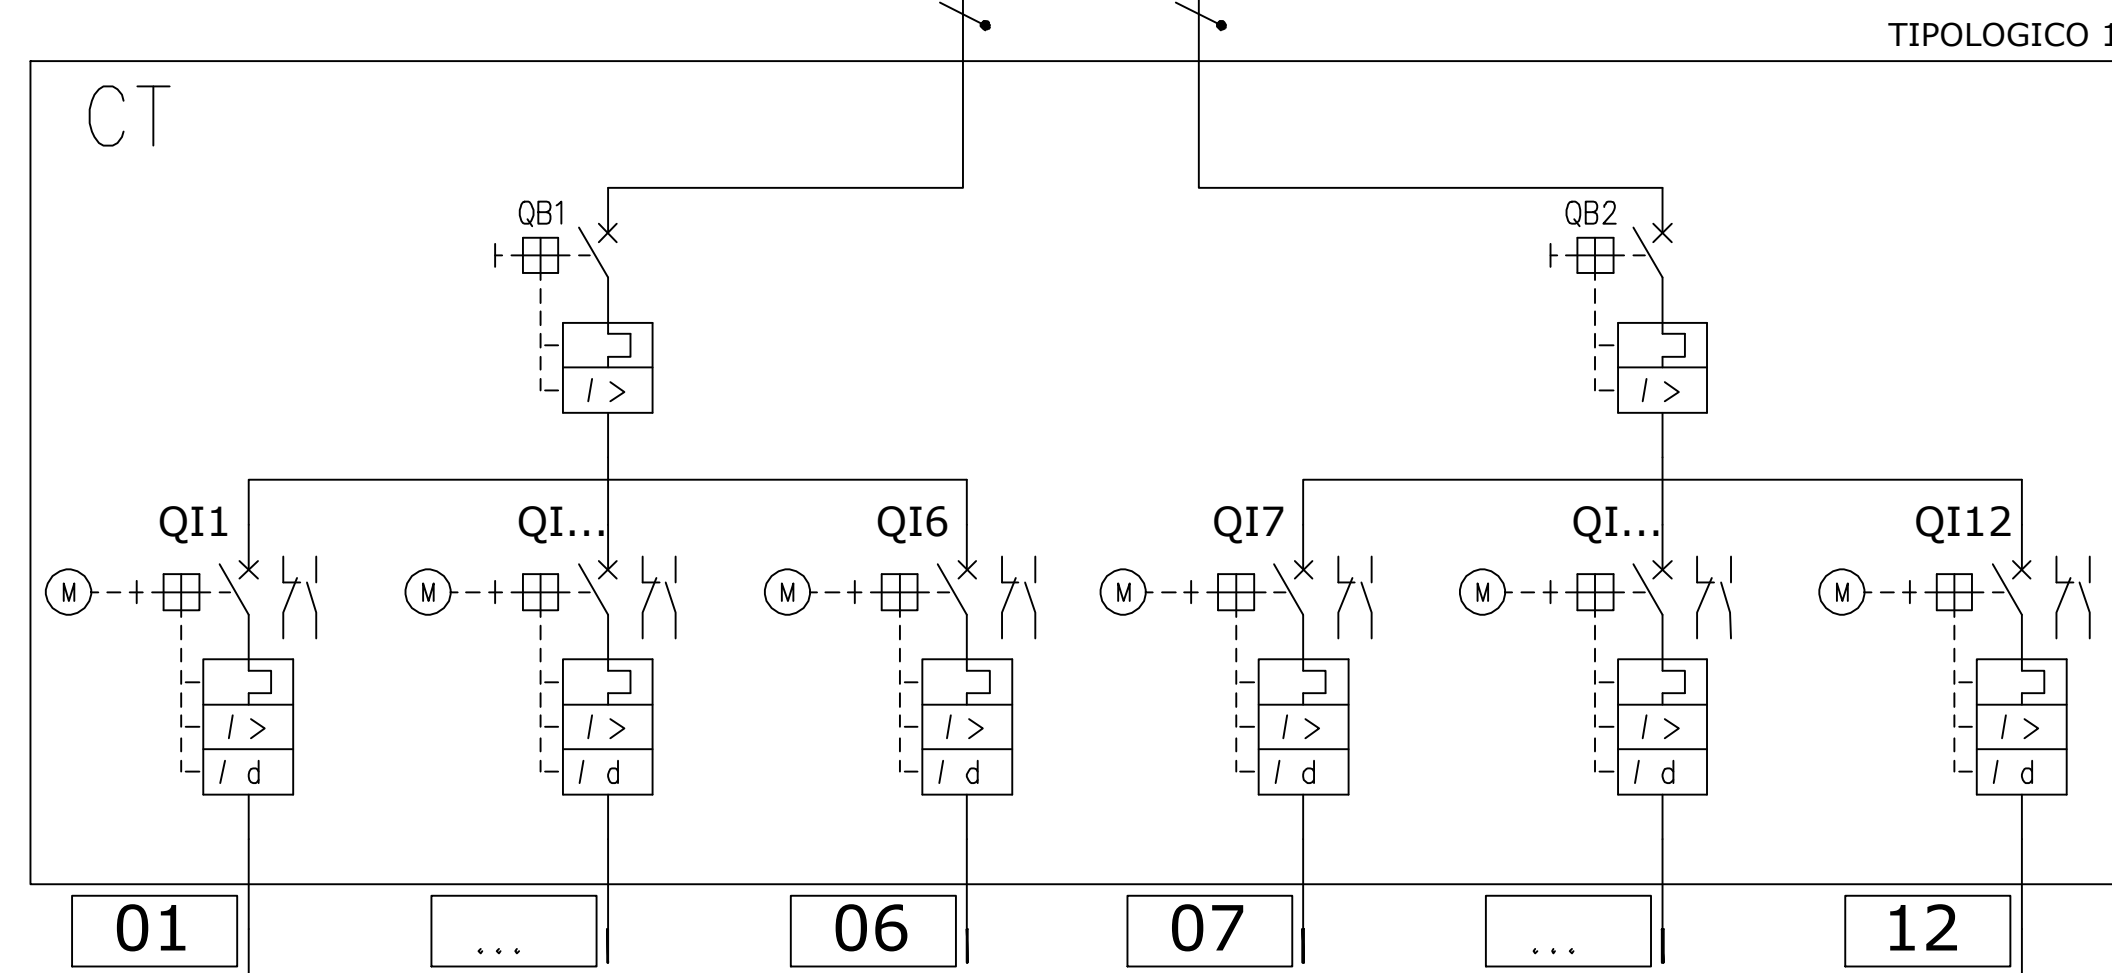 TIPOLOGICO 1
CT
QB1
QB2
QI1
QI...
QI6
QI7
QI...
QI12
M
M
M
M
M
M
I >
I >
I >
I >
I >
I >
I >
I >
I d
I d
I d
I d
I d
I d
01
...
06
07
...
12